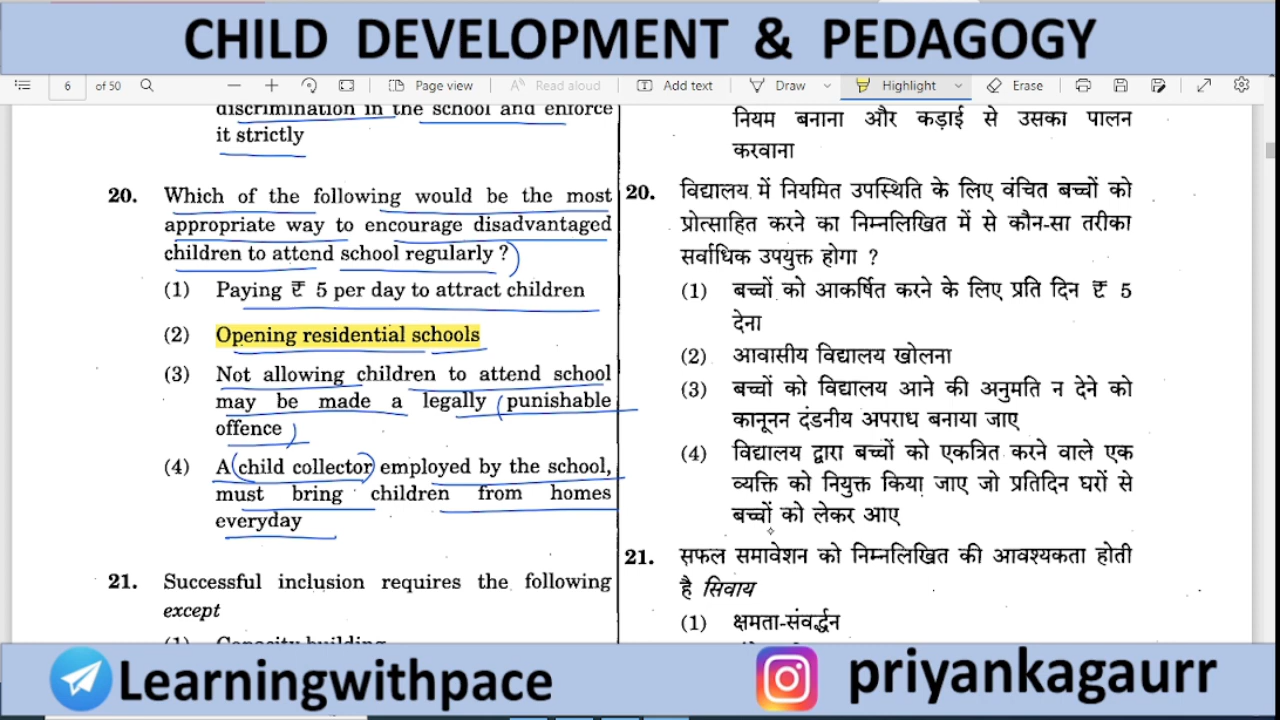 CHILD DEVELOPMENT & PEDAGOGY
6 of 50
Page view
Read aloud
Add text
Draw
Highlight
Erase
discrimination in the school and enforce
it strictly
20. Which of the following would be the most
appropriate way to encourage disadvantaged
children to attend school regularly ?
(1) Paying ₹ 5 per day to attract children
(2) Opening residential schools
(3) Not allowing children to attend school
may be made a legally punishable
offence
(4) A child collector employed by the school,
must bring children from homes
everyday
21. Successful inclusion requires the following
except
(1) Capacity building
नियम बनाना और कड़ाई से उसका पालन
करवाना
20. विद्यालय में नियमित उपस्थिति के लिए वंचित बच्चों को
प्रोत्साहित करने का निम्नलिखित में से कौन-सा तरीका
सर्वाधिक उपयुक्त होगा ?
(1) बच्चों को आकर्षित करने के लिए प्रति दिन ₹ 5
देना
(2) आवासीय विद्यालय खोलना
(3) बच्चों को विद्यालय आने की अनुमति न देने को
कानूनन दंडनीय अपराध बनाया जाए
(4) विद्यालय द्वारा बच्चों को एकत्रित करने वाले एक
व्यक्ति को नियुक्त किया जाए जो प्रतिदिन घरों से
बच्चों को लेकर आए
21. सफल समावेशन को निम्नलिखित की आवश्यकता होती
है सिवाय
(1) क्षमता-संवर्द्धन
Learningwithpace
priyankagaurr